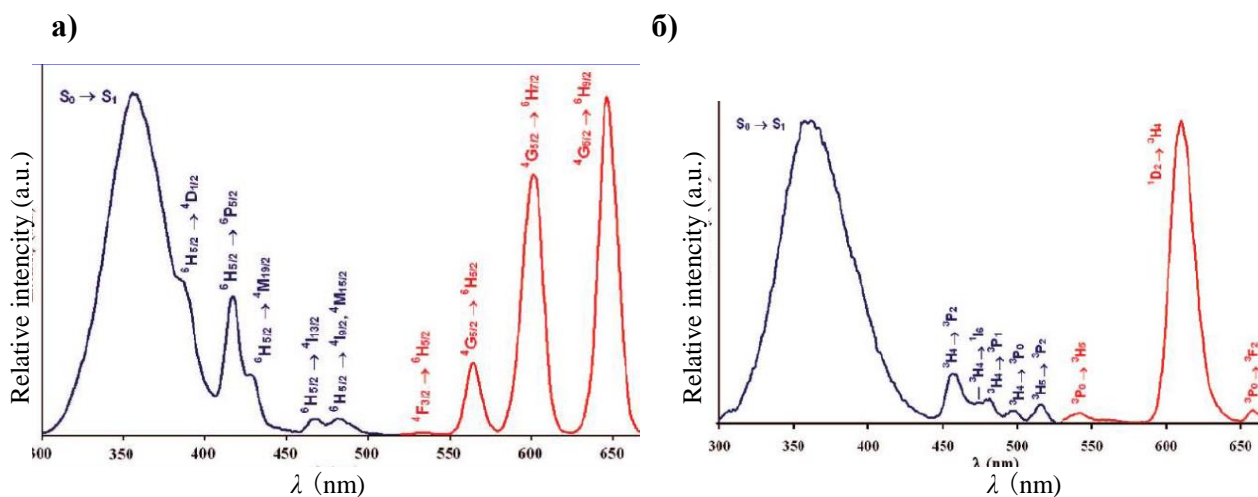 а)
Relative intencity (a.u.)
S₀ → S₁
⁶H₅/₂ → ⁴D₁/₂
⁶H₅/₂ → ⁶P₅/₂
⁶H₅/₂ → ⁴M₁₉/₂
⁶H₅/₂ → ⁴I₁₃/₂
⁶H₅/₂ → ⁴I₉/₂, ⁴M₁₅/₂
⁴F₃/₂ → ⁶H₅/₂
⁴G₅/₂ → ⁶H₅/₂
⁴G₅/₂ → ⁶H₇/₂
⁴G₅/₂ → ⁶H₉/₂
300 350 400 450 500 550 600 650
λ (nm)
б)
Relative intencity (a.u.)
S₀ → S₁
³H₄ → ³P₂
³H₄ → ¹I₆
³H₄ → ³P₁
³H₄ → ³P₀
³H₅ → ³P₂
³P₀ → ³H₅
¹D₂ → ³H₄
³P₀ → ³F₂
300 350 400 450 500 550 600 650
λ (nm)
λ (nm)